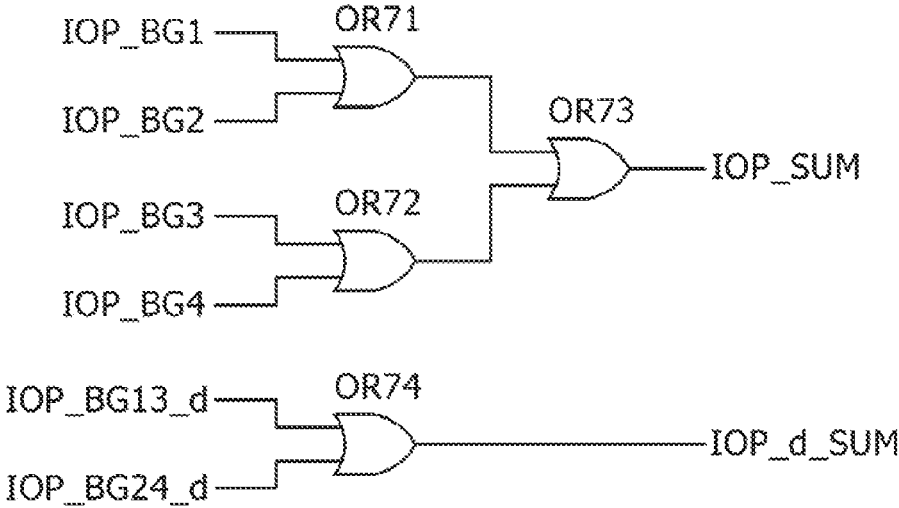 OR71
IOP_BG1
IOP_BG2
OR73
IOP_SUM
OR72
IOP_BG3
IOP_BG4
OR74
IOP_BG13_d
IOP_d_SUM
IOP_BG24_d